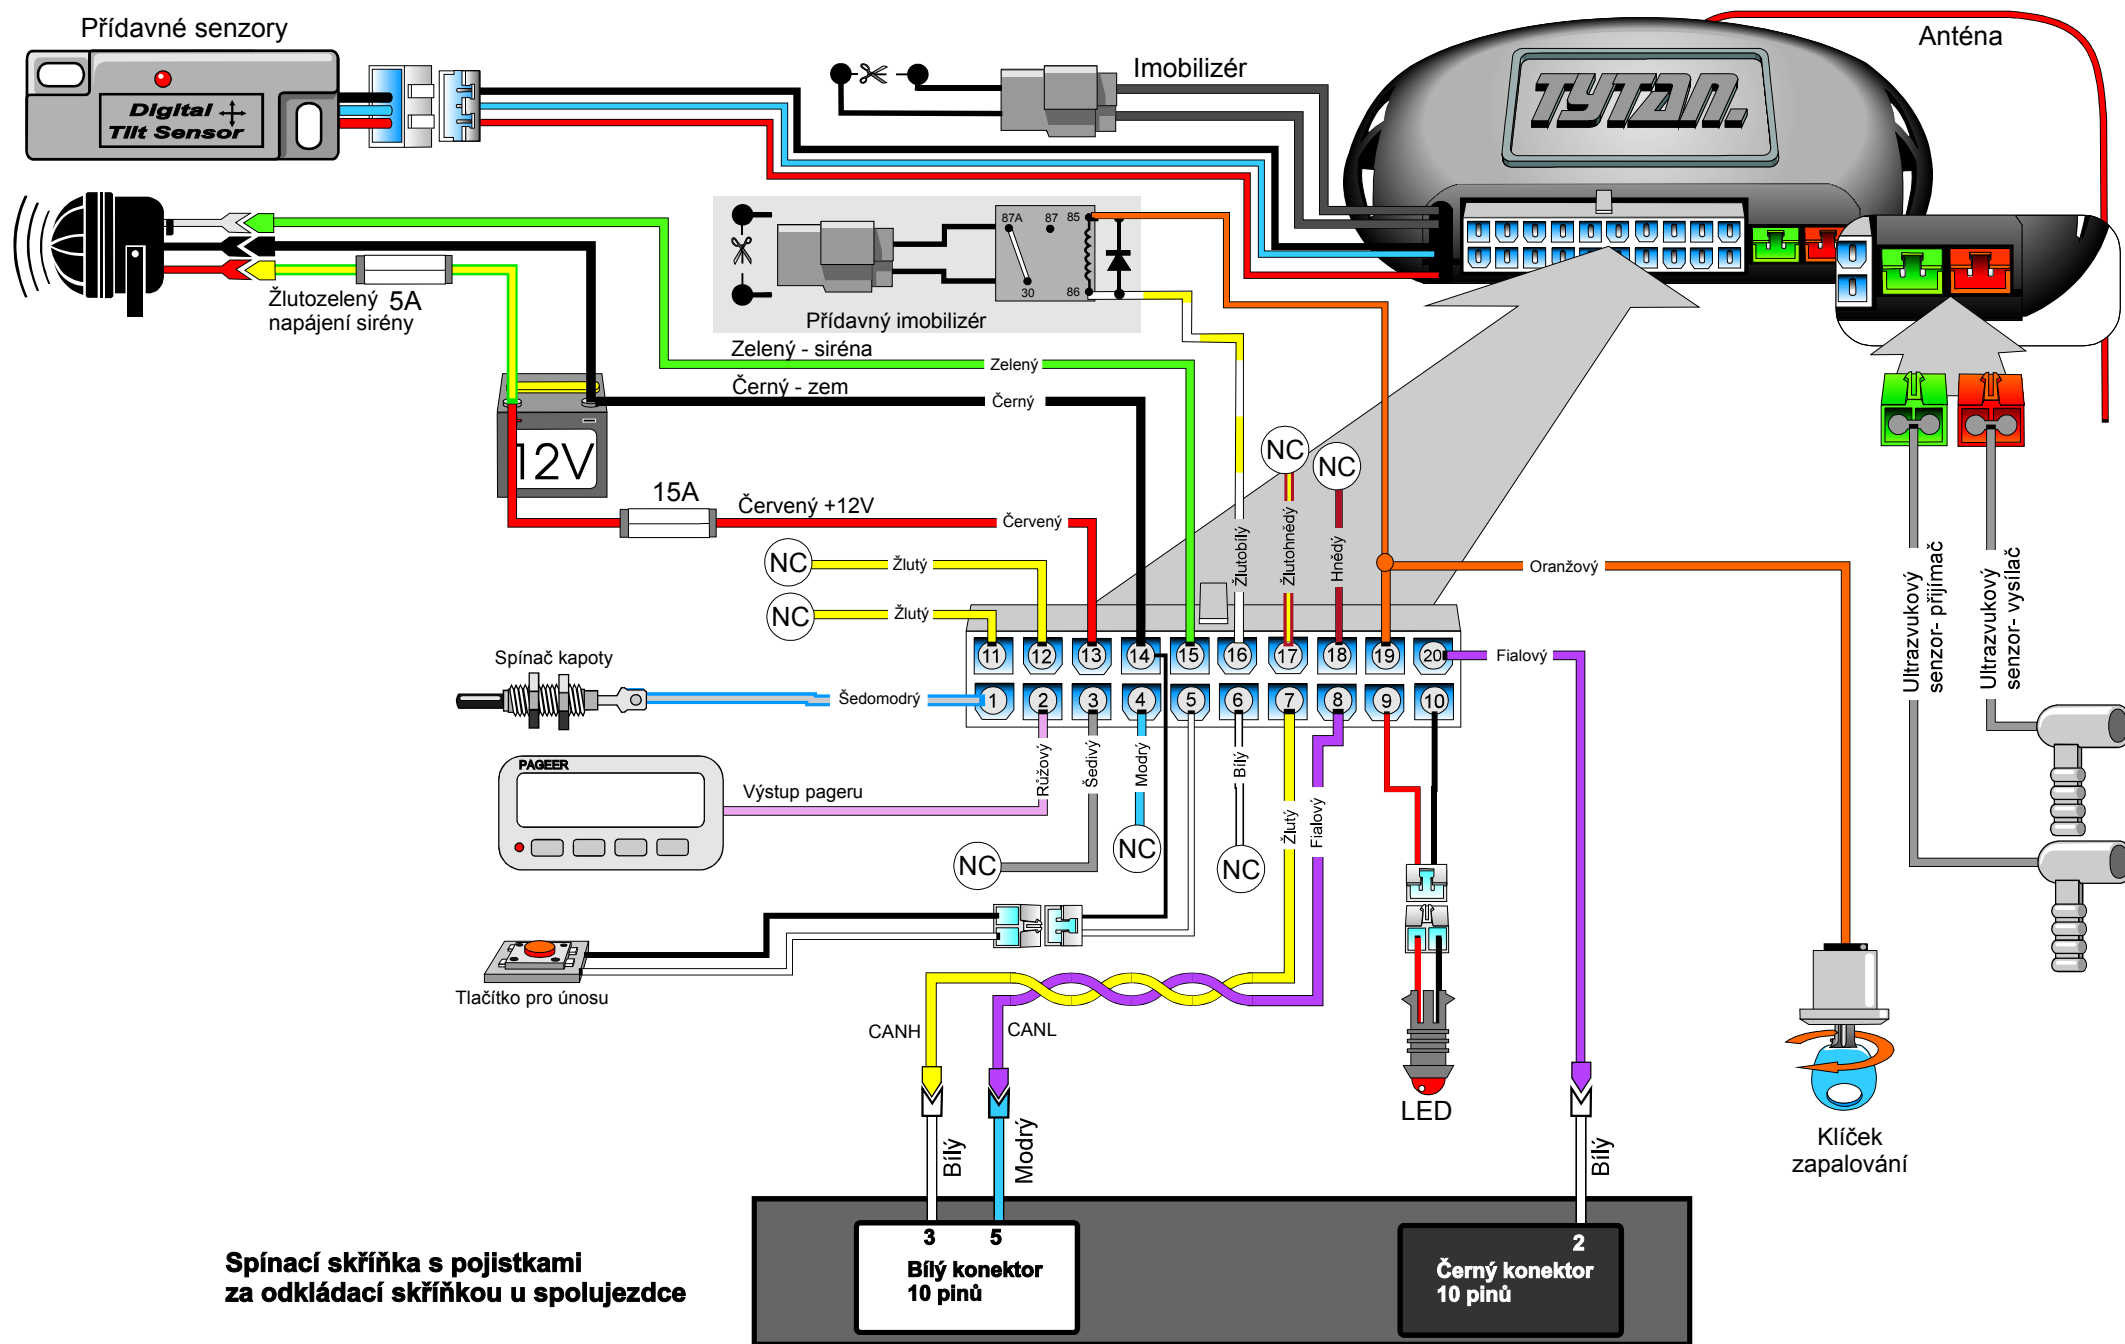 Přídavné senzory
Digital
Tilt Sensor
Imobilizér
Anténa
TYTAN.
87A
87
85
30
86
Přídavný imobilizér
Žlutozelený
napájení sirény
5A
Zelený - siréna
Zelený
Černý - zem
Černý
12V
15A
Červený +12V
Červený
NC
Žlutý
NC
Žlutý
Žlutobílý
NC
Žlutohnědý
NC
Hnědý
Oranžový
Ultrazvukový
senzor- přijímač
Ultrazvukový
senzor- vysílač
11
12
13
14
15
16
17
18
19
20
Fialový
Spínač kapoty
Šedomodrý
1
2
3
4
5
6
7
8
9
10
PAGEER
Výstup pageru
Růžový
Šedivý
NC
Modrý
NC
Bílý
NC
Žlutý
Fialový
Tlačítko pro únosu
CANH
CANL
LED
Klíček
zapalování
Bílý
Modrý
Bílý
3
5
Bílý konektor
10 pinů
2
Černý konektor
10 pinů
Spínací skříňka s pojistkami
za odkládací skříňkou u spolujezdce